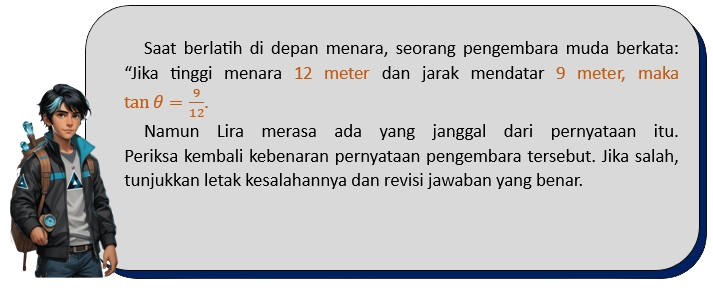 Saat berlatih di depan menara, seorang pengembara muda berkata:
“Jika tinggi menara 12 meter dan jarak mendatar 9 meter, maka
tan θ = 9/12.
Namun Lira merasa ada yang janggal dari pernyataan itu.
Periksa kembali kebenaran pernyataan pengembara tersebut. Jika salah,
tunjukkan letak kesalahannya dan revisi jawaban yang benar.